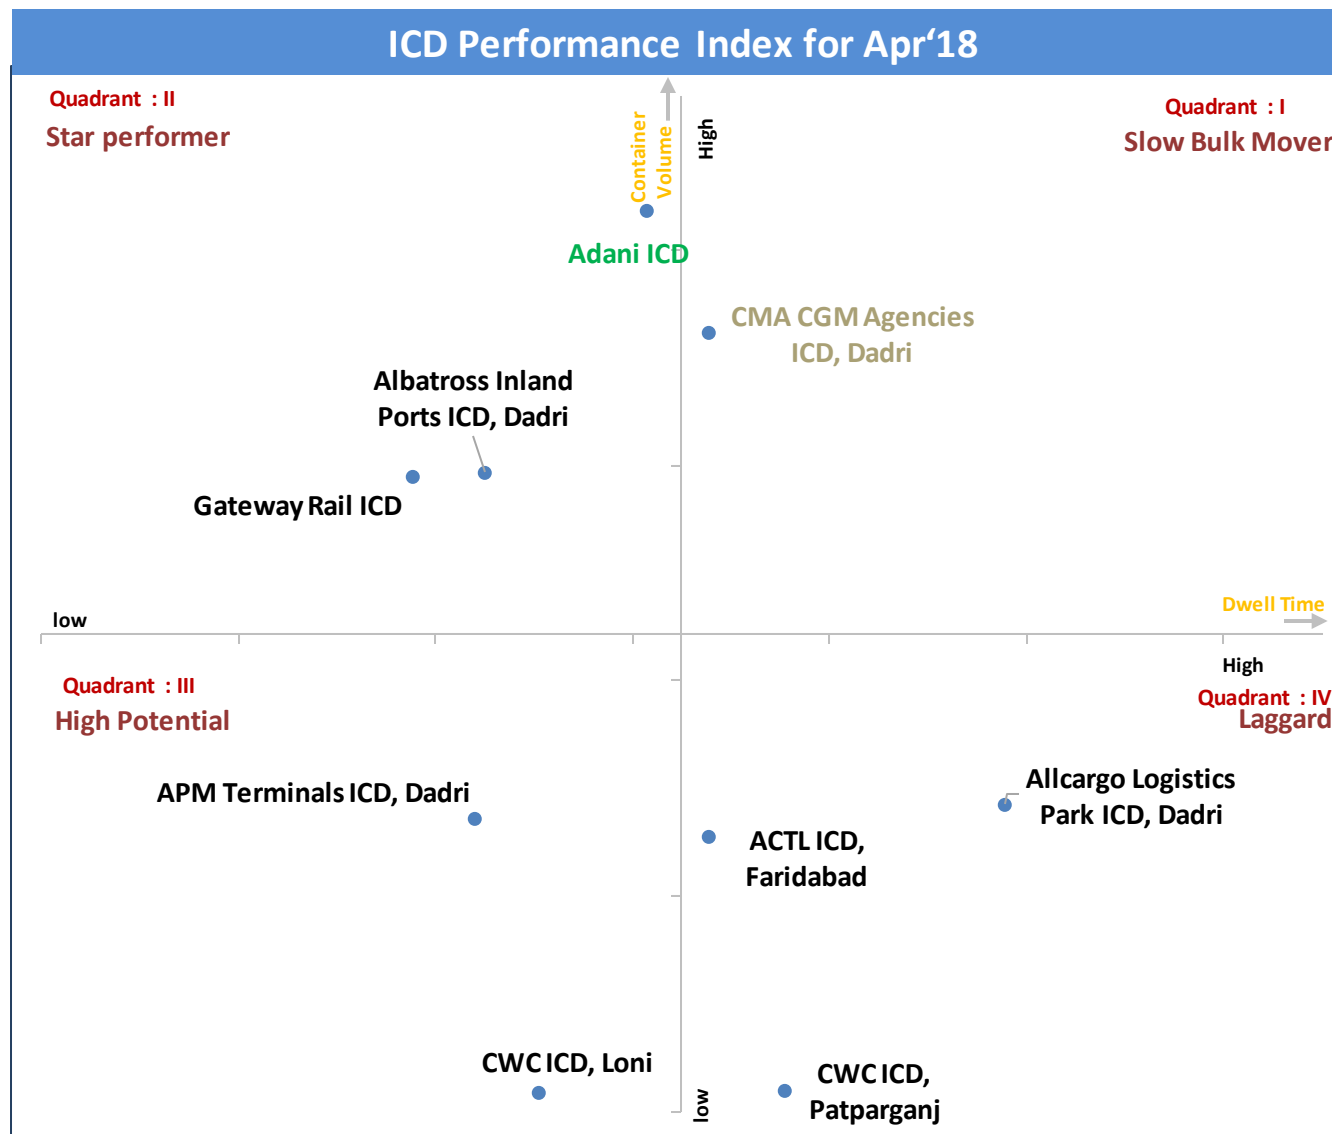 ICD Performance Index for Apr‘18
Quadrant : II
Star performer
Container
Volume
High
Quadrant : I
Slow Bulk Mover
Adani ICD
CMA CGM Agencies
ICD, Dadri
Albatross Inland
Ports ICD, Dadri
Gateway Rail ICD
low
Dwell Time
High
Quadrant : III
High Potential
Quadrant : IV
Laggard
APM Terminals ICD, Dadri
Allcargo Logistics
Park ICD, Dadri
ACTL ICD,
Faridabad
CWC ICD, Loni
low
CWC ICD,
Patparganj